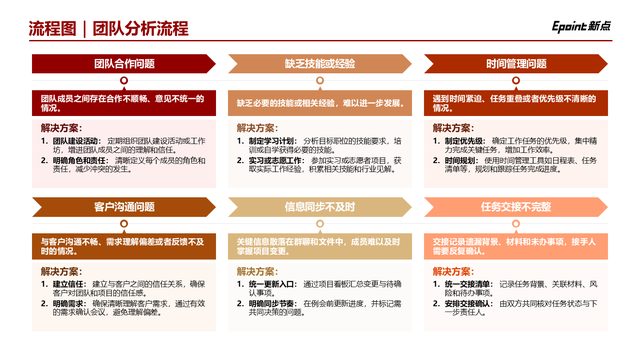 流程图｜团队分析流程
Epoint新点
团队合作问题
团队成员之间存在合作不顺畅、意见不统一的
情况。
解决方案：
1. 团队建设活动： 定期组织团队建设活动或工作
坊，增进团队成员之间的理解和信任。
2. 明确角色和责任： 清晰定义每个成员的角色和
责任，减少冲突的发生。
缺乏技能或经验
缺乏必要的技能或相关经验，难以进一步发展。
解决方案：
1. 制定学习计划： 分析目标职位的技能要求，培
训或自学获得必要的技能。
2. 实习或志愿工作： 参加实习或志愿者项目，获
取实际工作经验，积累相关技能和行业见解。
时间管理问题
遇到时间紧迫、任务重叠或者优先级不清晰的
情况。
解决方案：
1. 制定优先级： 确定工作任务的优先级，集中精
力完成关键任务，增加工作效率。
2. 时间规划： 使用时间管理工具如日程表、任务
清单等，规划和跟踪任务完成进度。
客户沟通问题
与客户沟通不畅、需求理解偏差或者反馈不及
时的情况。
解决方案：
1. 建立信任： 建立与客户之间的信任关系，确保
客户对团队和项目的信任感。
2. 明确需求： 确保清晰理解客户需求，通过有效
的需求确认会议，避免理解偏差。
信息同步不及时
关键信息散落在群聊和文件中，成员难以及时
掌握项目变更。
解决方案：
1. 统一更新入口： 通过项目看板汇总变更与待确
认事项。
2. 明确同步节奏： 在例会前更新进度，并标记需
共同决策的问题。
任务交接不完整
交接记录遗漏背景、材料和未办事项，接手人
需要反复确认。
解决方案：
1. 统一交接清单： 记录任务背景、关联材料、风
险和待办事项。
2. 安排交接确认： 由双方共同核对任务状态与下
一步责任人。